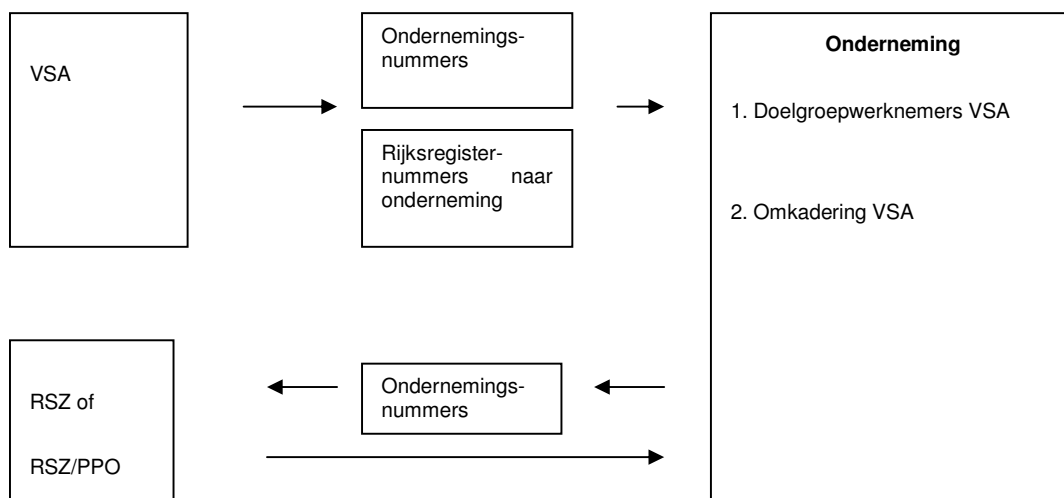 VSA
Ondernemings-
nummers
Rijksregister-
nummers naar
onderneming
Onderneming
1. Doelgroepwerknemers VSA
2. Omkadering VSA
RSZ of
RSZ/PPO
Ondernemings-
nummers